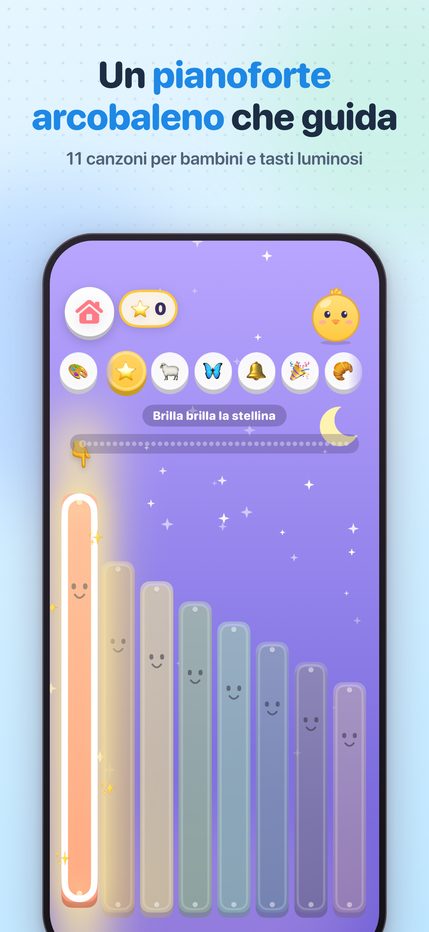 Un pianoforte
arcobaleno che guida
11 canzoni per bambini e tasti luminosi
0
Brilla brilla la stellina